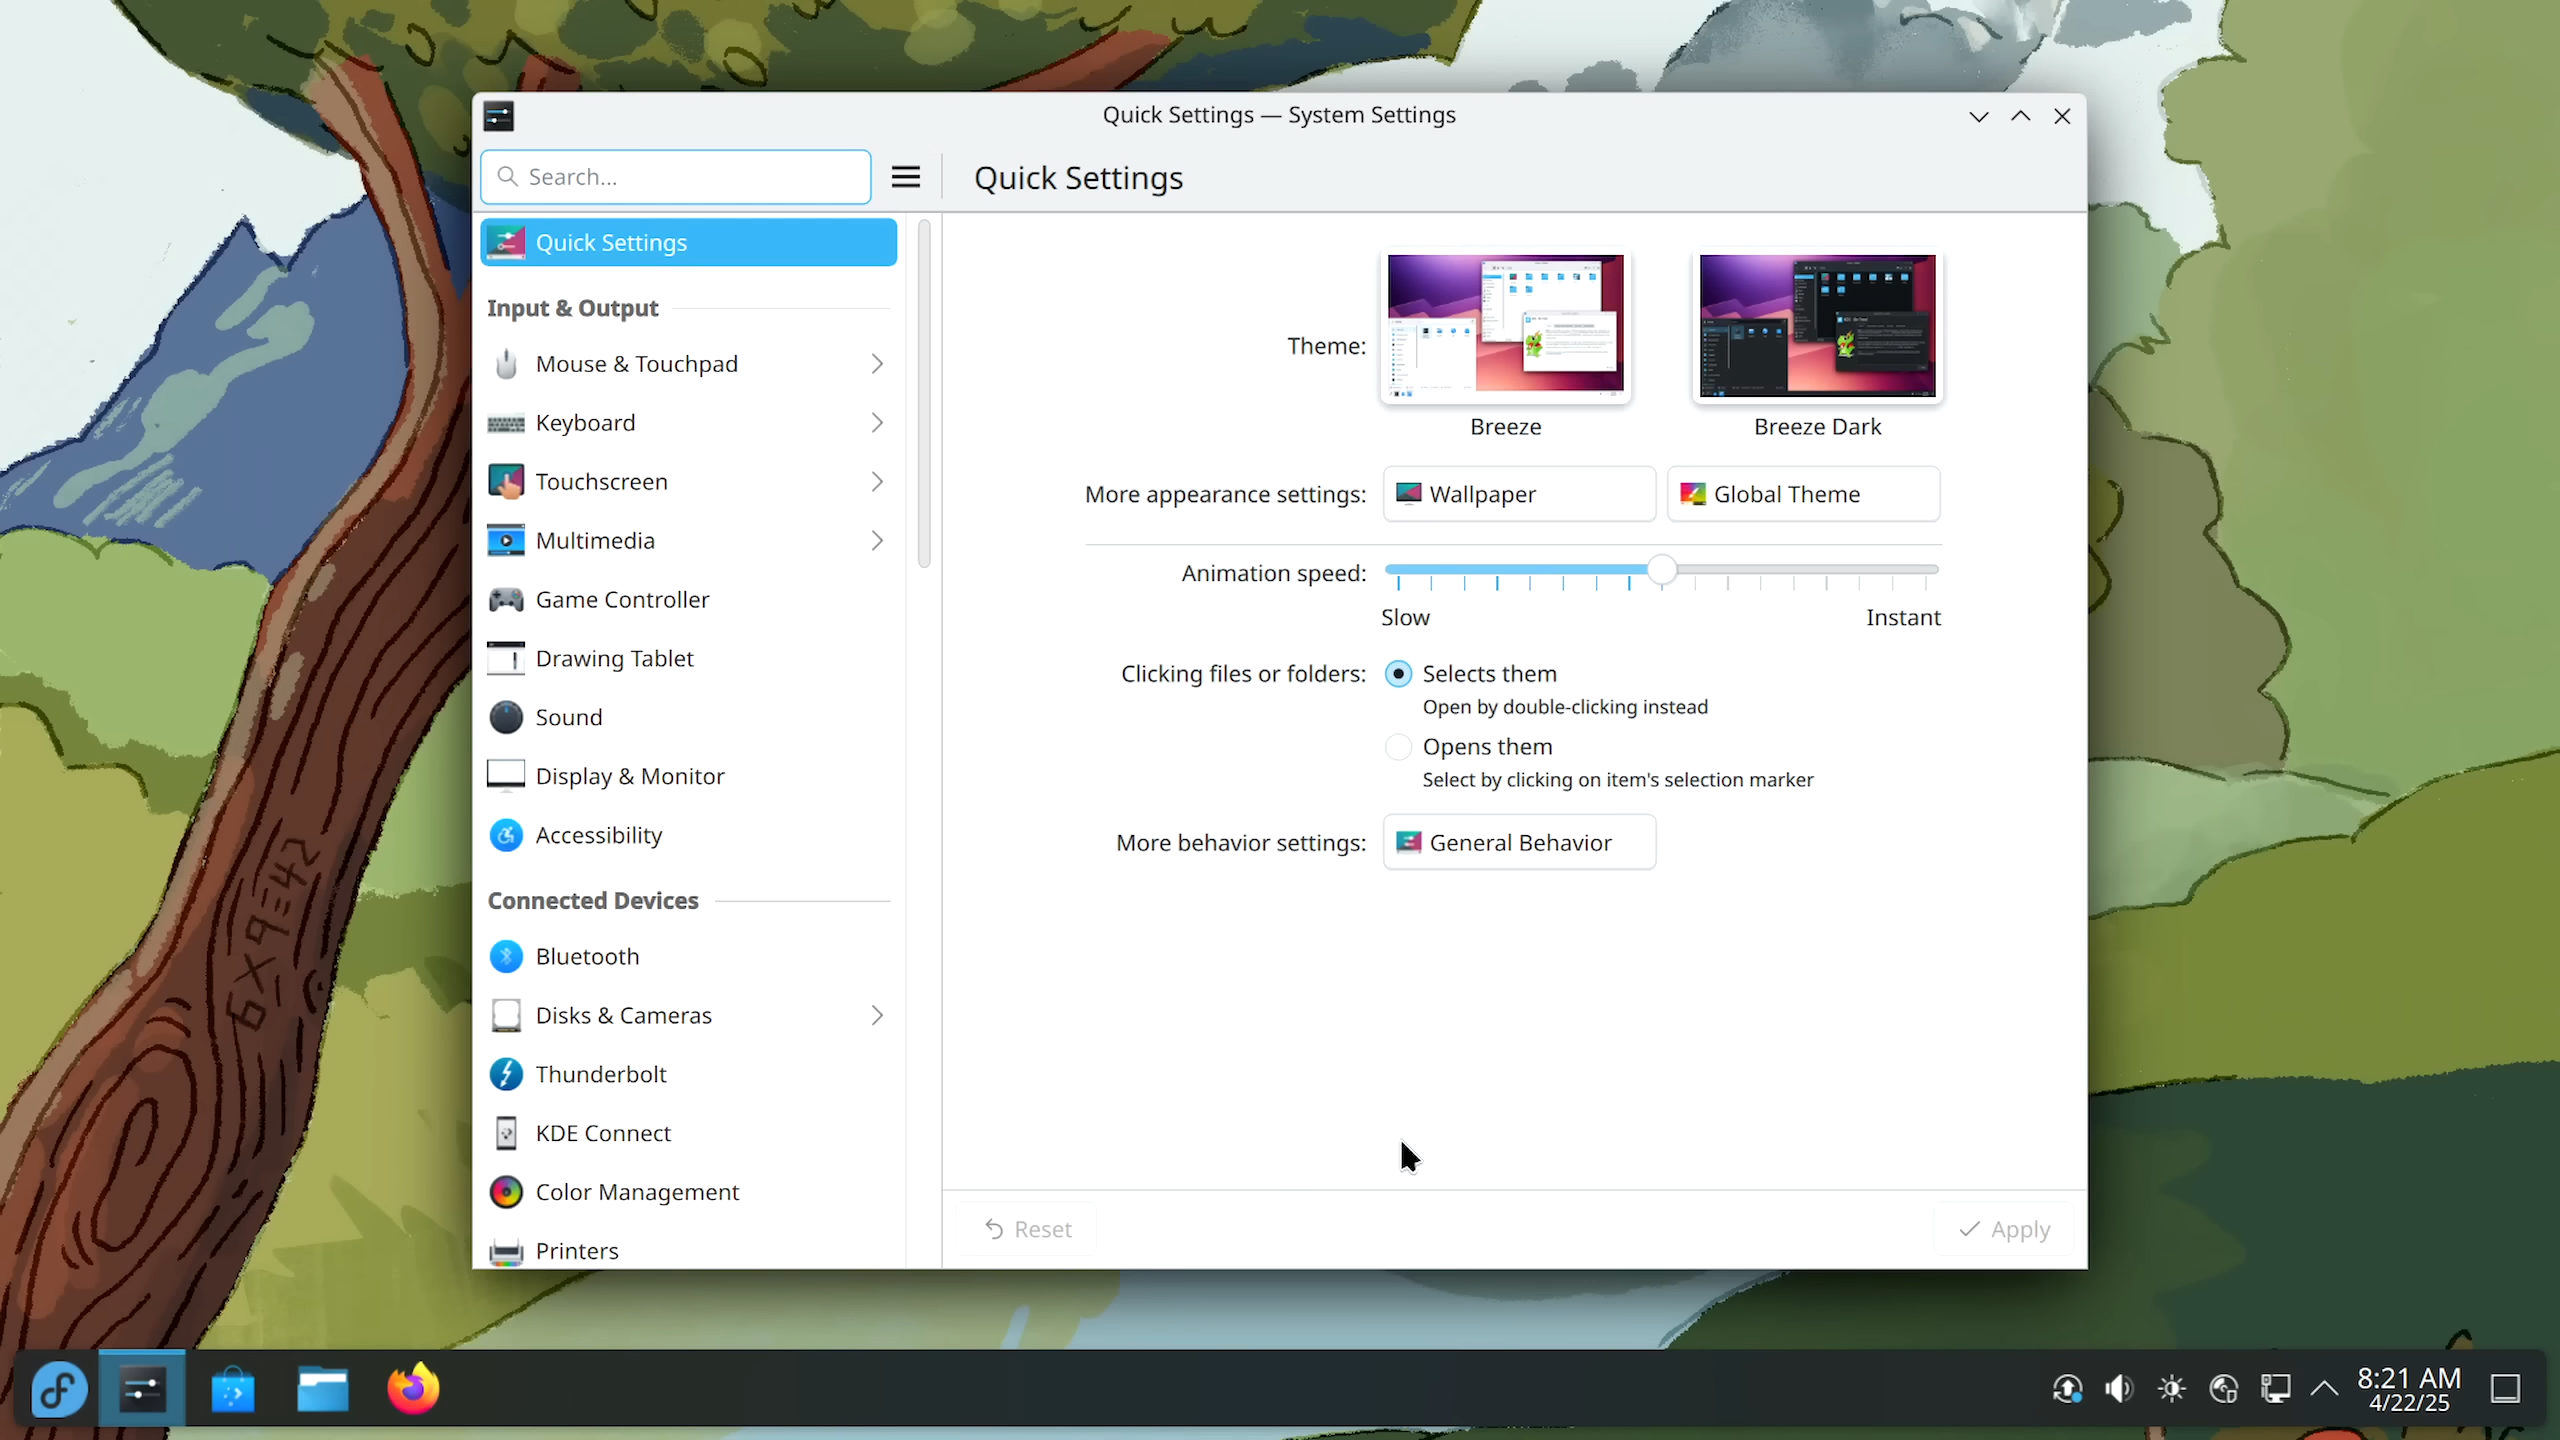 Quick Settings — System Settings
Search...
Quick Settings
Quick Settings
Input & Output
Mouse & Touchpad
Keyboard
Touchscreen
Multimedia
Game Controller
Drawing Tablet
Sound
Display & Monitor
Accessibility
Connected Devices
Bluetooth
Disks & Cameras
Thunderbolt
KDE Connect
Color Management
Printers
Theme:
Breeze
Breeze Dark
More appearance settings:
Wallpaper
Global Theme
Animation speed:
Slow
Instant
Clicking files or folders:
Selects them
Open by double-clicking instead
Opens them
Select by clicking on item's selection marker
More behavior settings:
General Behavior
Reset
Apply
6×9=42
8:21 AM
4/22/25